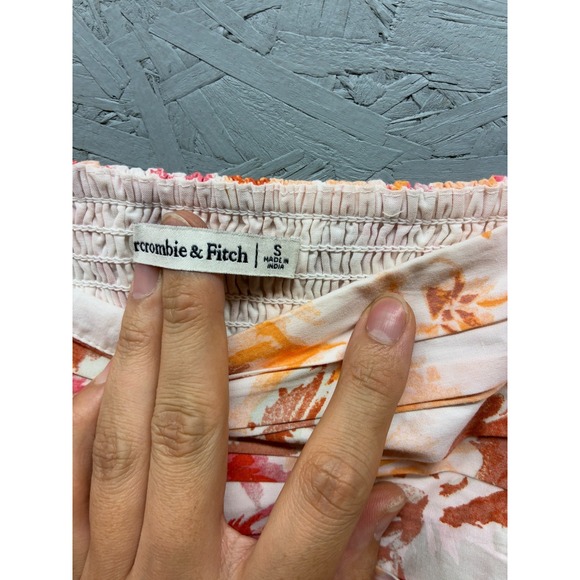 rcrombie & Fitch
S
MADE IN
INDIA